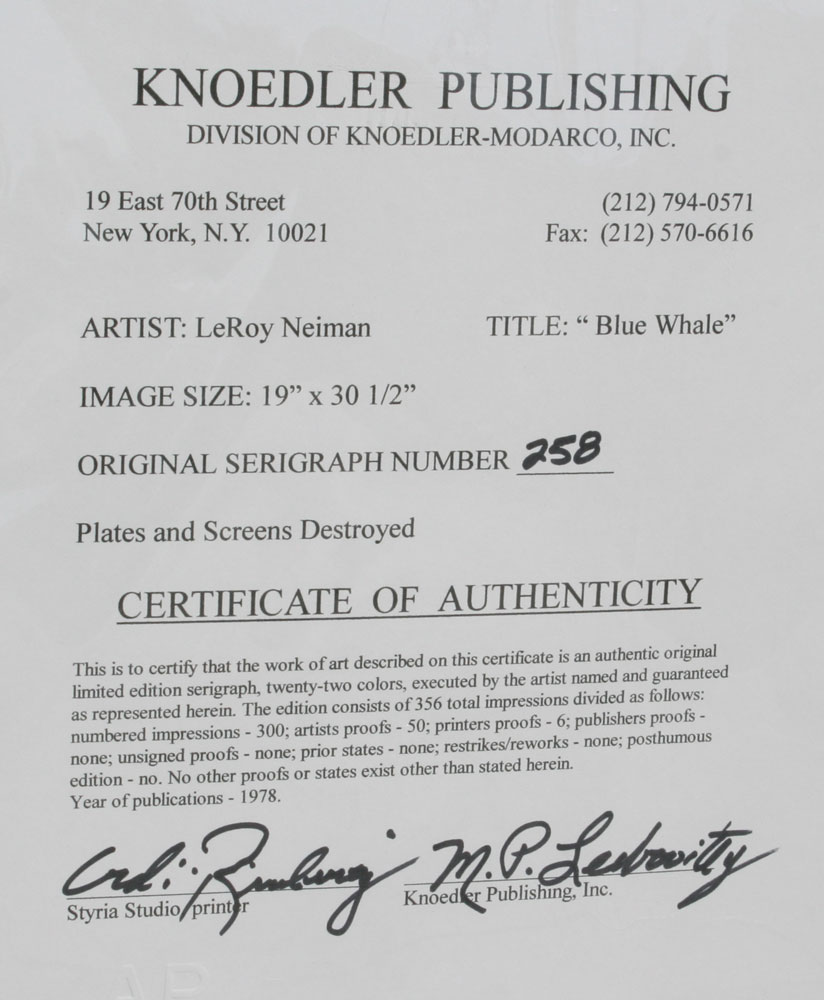 KNOEDLER PUBLISHING
DIVISION OF KNOEDLER-MODARCO, INC.
19 East 70th Street (212) 794-0571
New York, N.Y. 10021 Fax: (212) 570-6616
ARTIST: LeRoy Neiman TITLE: “ Blue Whale”
IMAGE SIZE: 19” x 30 1/2”
ORIGINAL SERIGRAPH NUMBER 258
Plates and Screens Destroyed
CERTIFICATE OF AUTHENTICITY
This is to certify that the work of art described on this certificate is an authentic original
limited edition serigraph, twenty-two colors, executed by the artist named and guaranteed
as represented herein. The edition consists of 356 total impressions divided as follows:
numbered impressions - 300; artists proofs - 50; printers proofs - 6; publishers proofs -
none; unsigned proofs - none; prior states - none; restrikes/reworks - none; posthumous
edition - no. No other proofs or states exist other than stated herein.
Year of publications - 1978.
M.P.
Styria Studio/printer Knoedler Publishing, Inc.